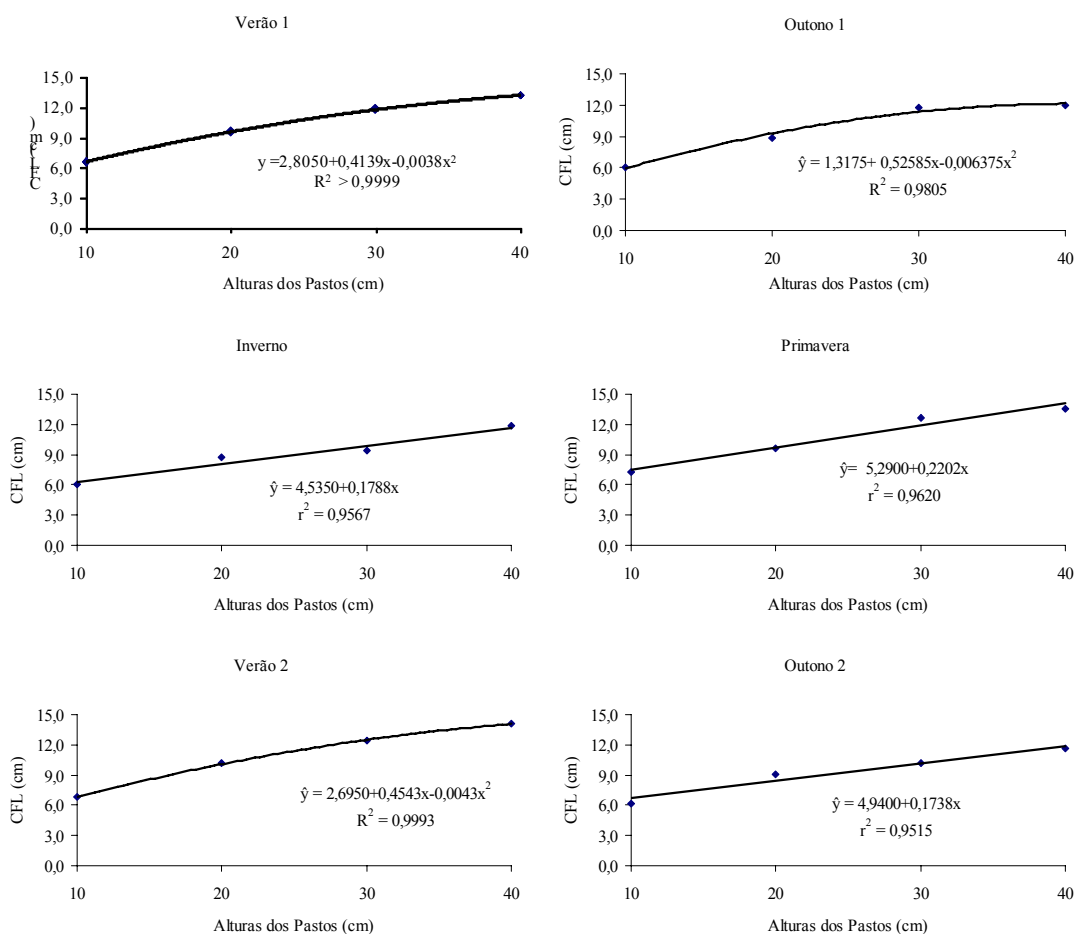 Verão 1
15,0
12,0
9,0
6,0
3,0
0,0
CFL (cm)
y =2,8050+0,4139x-0,0038x²
R² > 0,9999
10 20 30 40
Alturas dos Pastos (cm)
Outono 1
15,0
12,0
9,0
6,0
3,0
0,0
CFL (cm)
ŷ = 1,3175+ 0,52585x-0,006375x²
R² = 0,9805
10 20 30 40
Alturas dos Pastos (cm)
Inverno
15,0
12,0
9,0
6,0
3,0
0,0
CFL (cm)
ŷ = 4,5350+0,1788x
r² = 0,9567
10 20 30 40
Alturas dos Pastos (cm)
Primavera
15,0
12,0
9,0
6,0
3,0
0,0
CFL (cm)
ŷ= 5,2900+0,2202x
r² = 0,9620
10 20 30 40
Alturas dos Pastos (cm)
Verão 2
15,0
12,0
9,0
6,0
3,0
0,0
CFL (cm)
ŷ = 2,6950+0,4543x-0,0043x²
R² = 0,9993
10 20 30 40
Alturas dos Pastos (cm)
Outono 2
15,0
12,0
9,0
6,0
3,0
0,0
CFL (cm)
ŷ = 4,9400+0,1738x
r² = 0,9515
10 20 30 40
Alturas dos Pastos (cm)